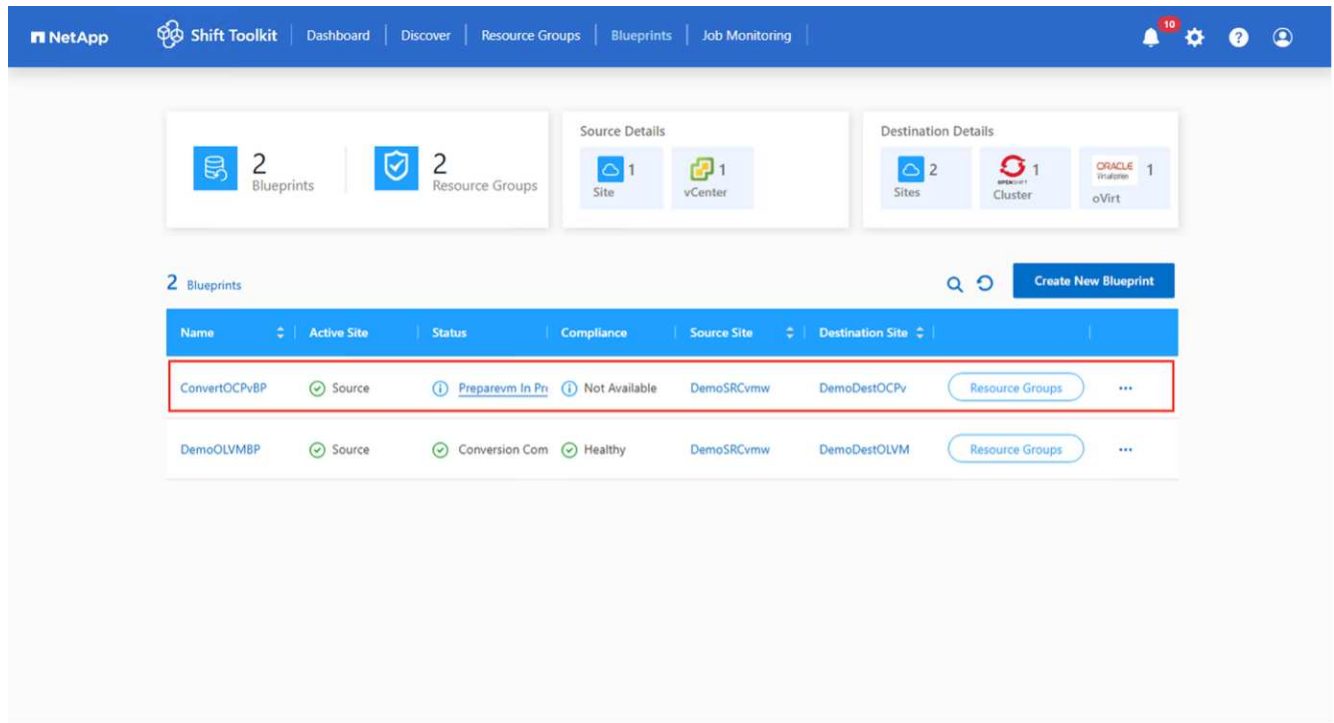 NetApp Shift Toolkit Dashboard Discover Resource Groups Blueprints Job Monitoring 10
2 Blueprints
2 Resource Groups
Source Details
1 Site
1 vCenter
Destination Details
2 Sites
OPENSHIFT 1 Cluster
ORACLE 1 oVirt
2 Blueprints Create New Blueprint
Name Active Site Status Compliance Source Site Destination Site
ConvertOCPvBP Source Preparevm In Not Available DemoSRCvmw DemoDestOCPv Resource Groups ...
DemoOLVMBP Source Conversion Com Healthy DemoSRCvmw DemoDestOLVM Resource Groups ...